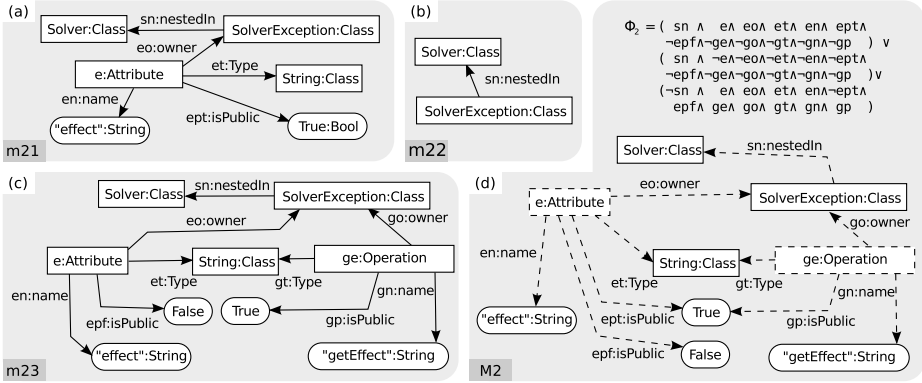 (a)
Solver:Class
sn:nestedIn
SolverException:Class
eo:owner
e:Attribute
et:Type
String:Class
en:name
ept:isPublic
"effect":String
True:Bool
m21
(b)
Solver:Class
sn:nestedIn
SolverException:Class
m22
Φ2 = ( sn ∧ e∧ eo∧ et∧ en∧ ept∧
¬epf∧¬ge∧¬go∧¬gt∧¬gn∧¬gp ) ∨
( sn ∧ ¬e∧¬eo∧¬et∧¬en∧¬ept∧
¬epf∧¬ge∧¬go∧¬gt∧¬gn∧¬gp )∨
(¬sn ∧ e∧ eo∧ et∧ en∧¬ept∧
epf∧ ge∧ go∧ gt∧ gn∧ gp )
(c)
Solver:Class
sn:nestedIn
SolverException:Class
eo:owner
go:owner
e:Attribute
String:Class
ge:Operation
et:Type
gt:Type
en:name
gn:name
False
True
epf:isPublic
gp:isPublic
"effect":String
"getEffect":String
m23
(d)
Solver:Class
sn:nestedIn
eo:owner
e:Attribute
SolverException:Class
go:owner
en:name
String:Class
ge:Operation
et:Type
gt:Type
gn:name
"effect":String
ept:isPublic
True
gp:isPublic
epf:isPublic
False
"getEffect":String
M2